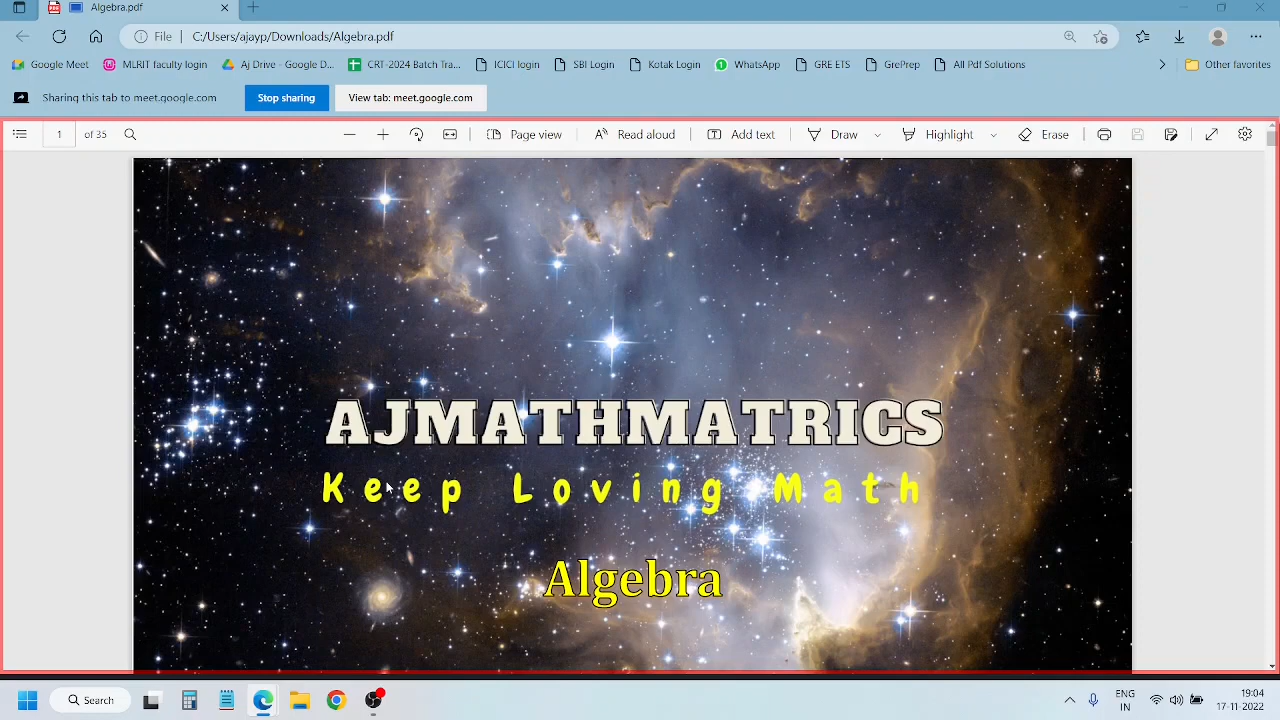 Algebra.pdf
File
C:/Users/ajayp/Downloads/Algebra.pdf
Google Meet
MLRIT faculty login
Aj Drive - Google D...
CRT-2024 Batch Tra...
ICICI login
SBI Login
Kotak Login
WhatsApp
GRE ETS
GrePrep
All Pdf Solutions
Other favorites
Sharing this tab to meet.google.com
Stop sharing
View tab: meet.google.com
1
of 35
Page view
Read aloud
Add text
Draw
Highlight
Erase
AJMATHMATRICS
Keep Loving Math
Algebra
Search
ENG
IN
19:04
17-11-2022